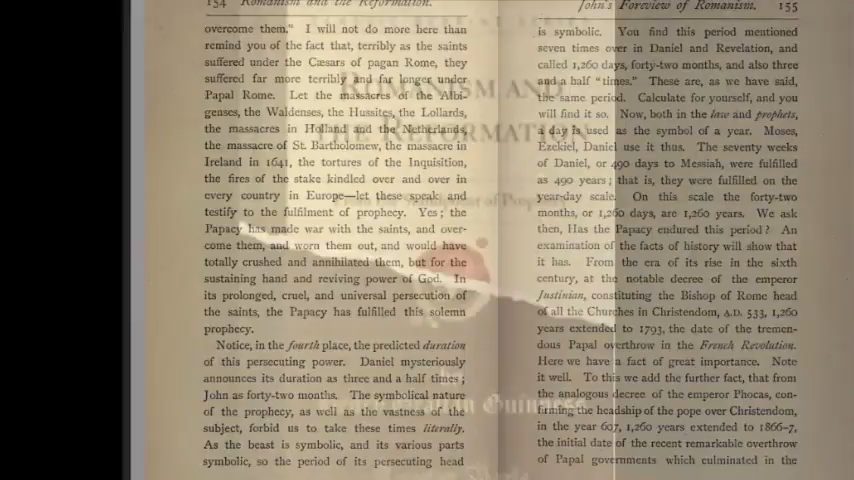 154 Romanism and the Reformation.
overcome them." I will not do more here than
remind you of the fact that, terribly as the saints
suffered under the Cæsars of pagan Rome, they
suffered far more terribly and far longer under
Papal Rome. Let the massacres of the Albi-
genses, the Waldenses, the Hussites, the Lollards,
the massacres in Holland and the Netherlands,
the massacre of St. Bartholomew, the massacre in
Ireland in 1641, the tortures of the Inquisition,
the fires of the stake kindled over and over in
every country in Europe—let these speak and
testify to the fulfilment of prophecy. Yes; the
Papacy has made war with the saints, and over-
come them, and worn them out, and would have
totally crushed and annihilated them, but for the
sustaining hand and reviving power of God. In
its prolonged, cruel, and universal persecution of
the saints, the Papacy has fulfilled this solemn
prophecy.
Notice, in the fourth place, the predicted duration
of this persecuting power. Daniel mysteriously
announces its duration as three and a half times;
John as forty-two months. The symbolical nature
of the prophecy, as well as the vastness of the
subject, forbid us to take these times literally.
As the beast is symbolic, and its various parts
symbolic, so the period of its persecuting head
John's Foreview of Romanism. 155
is symbolic. You find this period mentioned
seven times over in Daniel and Revelation, and
called 1,260 days, forty-two months, and also three
and a half "times." These are, as we have said,
the same period. Calculate for yourself, and you
will find it so. Now, both in the law and prophets,
a day is used as the symbol of a year. Moses,
Ezekiel, Daniel use it thus. The seventy weeks
of Daniel, or 490 days to Messiah, were fulfilled
as 490 years; that is, they were fulfilled on the
year-day scale. On this scale the forty-two
months, or 1,260 days, are 1,260 years. We ask
then, Has the Papacy endured this period? An
examination of the facts of history will show that
it has. From the era of its rise in the sixth
century, at the notable decree of the emperor
Justinian, constituting the Bishop of Rome head
of all the Churches in Christendom, A.D. 533, 1,260
years extended to 1793, the date of the tremen-
dous Papal overthrow in the French Revolution.
Here we have a fact of great importance. Note
it well. To this we add the further fact, that from
the analogous decree of the emperor Phocas, con-
firming the headship of the pope over Christendom,
in the year 607, 1,260 years extended to 1866-7,
the initial date of the recent remarkable overthrow
of Papal governments which culminated in the
ROMANISM AND
THE REFORMATION
Guinness